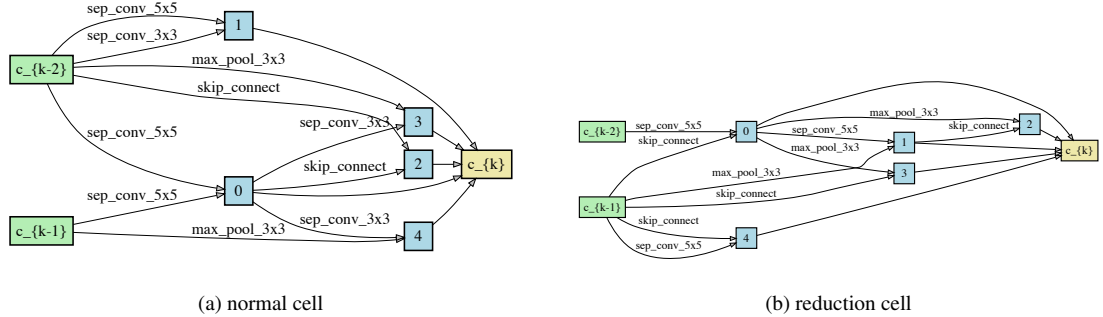 sep_conv_5x5
1
sep_conv_3x3
c_{k-2}
max_pool_3x3
skip_connect
sep_conv_3x3
3
sep_conv_5x5
skip_connect
2
c_{k}
0
sep_conv_5x5
sep_conv_3x3
c_{k-1}
max_pool_3x3
4
(a) normal cell
c_{k-2}
sep_conv_5x5
skip_connect
0
max_pool_3x3
2
sep_conv_5x5
skip_connect
1
max_pool_3x3
c_{k}
max_pool_3x3
3
skip_connect
c_{k-1}
skip_connect
sep_conv_5x5
4
(b) reduction cell